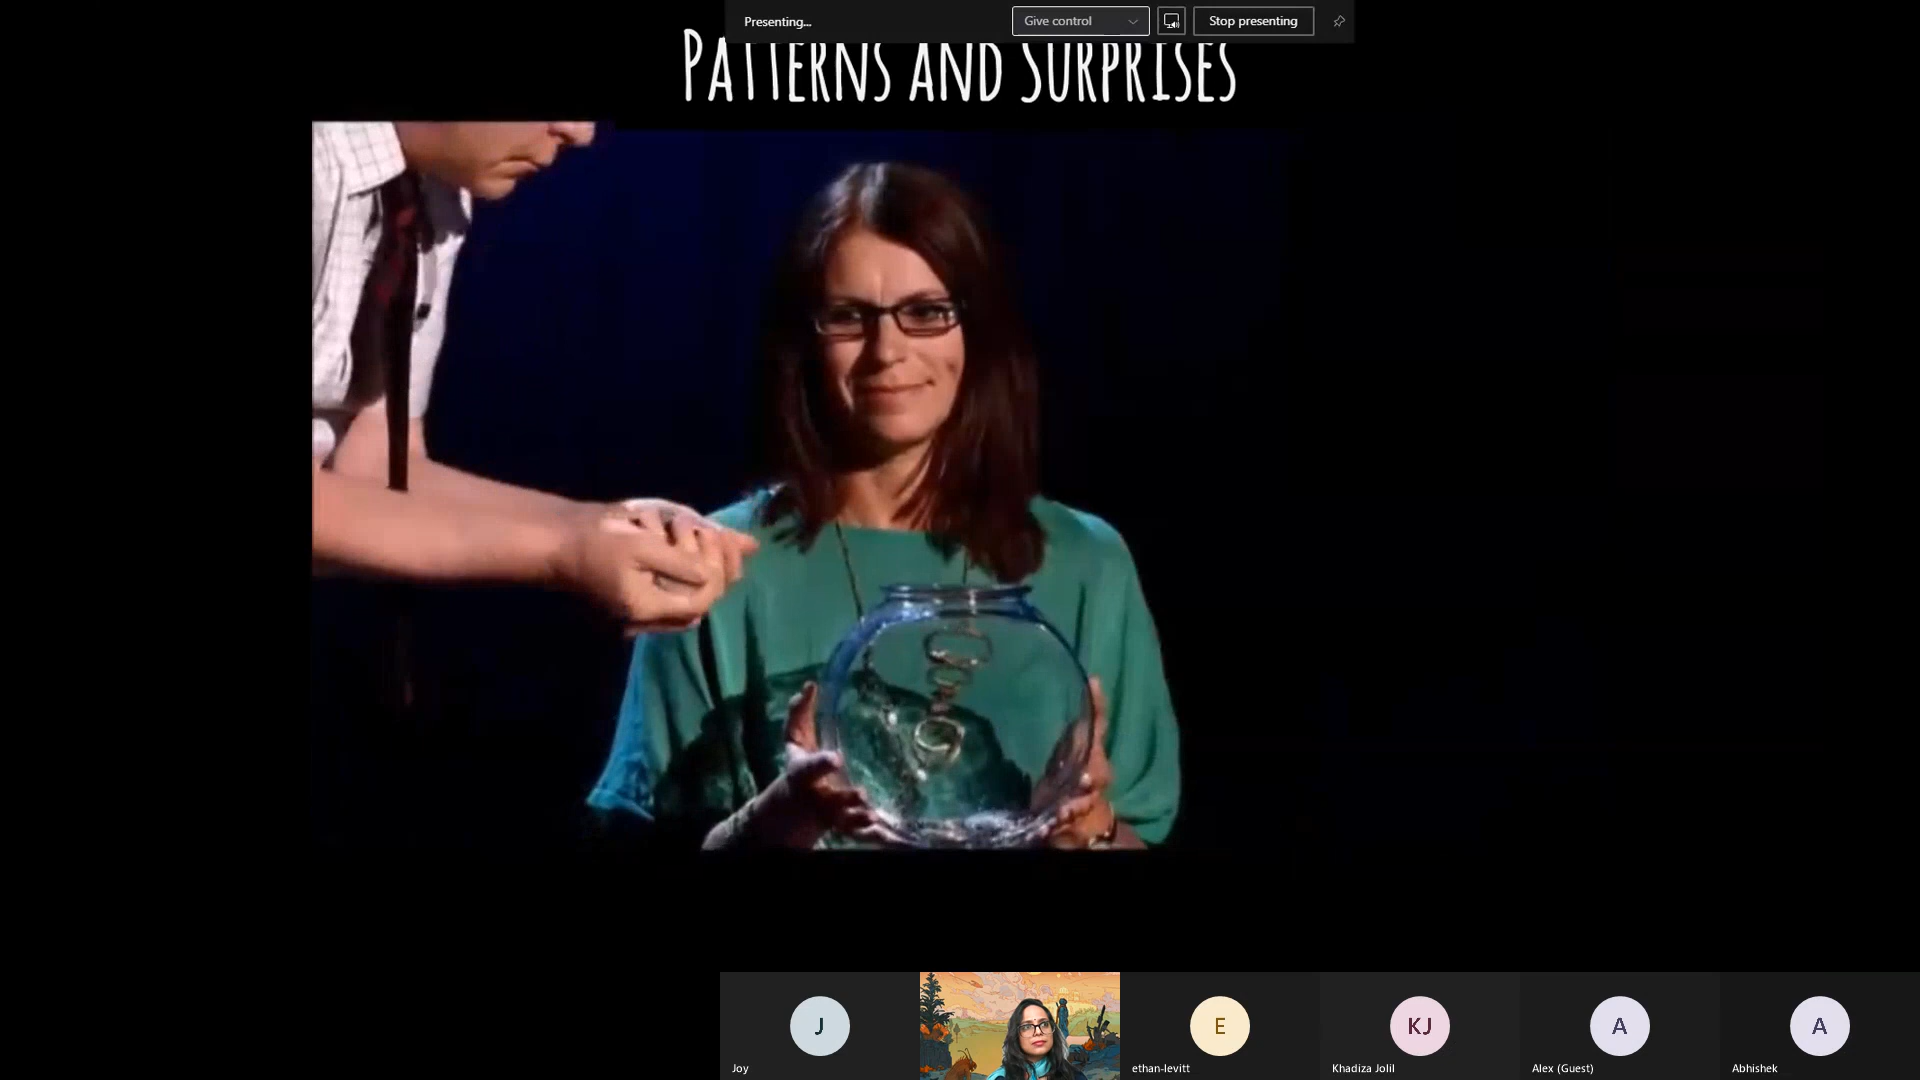 Presenting...
Give control
Stop presenting
PATTERNS AND SURPRISES
J
E
KJ
A
A
Joy
ethan-levitt
Khadiza Jolil
Alex (Guest)
Abhishek